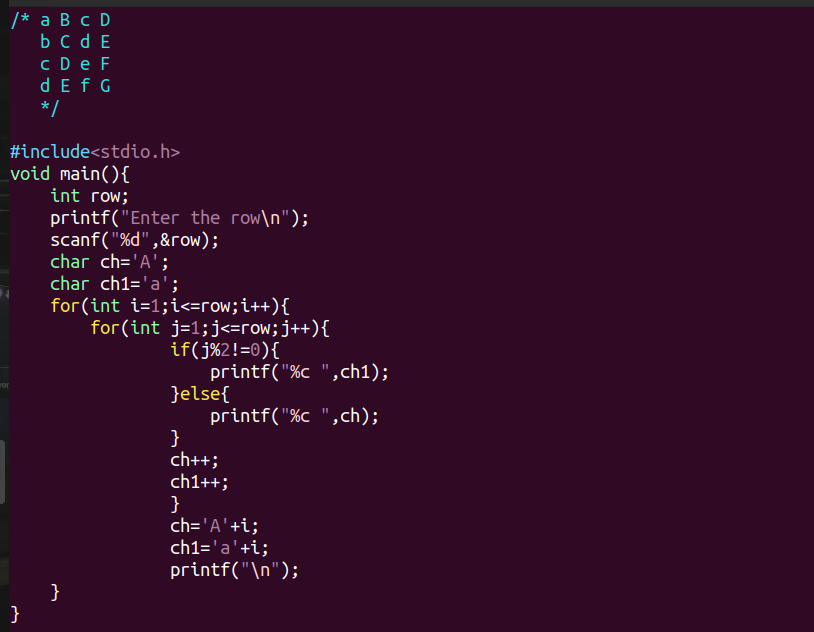 /* a B c D
   b C d E
   c D e F
   d E f G
   */

#include<stdio.h>
void main(){
    int row;
    printf("Enter the row\n");
    scanf("%d",&row);
    char ch='A';
    char ch1='a';
    for(int i=1;i<=row;i++){
        for(int j=1;j<=row;j++){
                if(j%2!=0){
                    printf("%c ",ch1);
                }else{
                    printf("%c ",ch);
                }
                ch++;
                ch1++;
                }
                ch='A'+i;
                ch1='a'+i;
                printf("\n");
    }
}